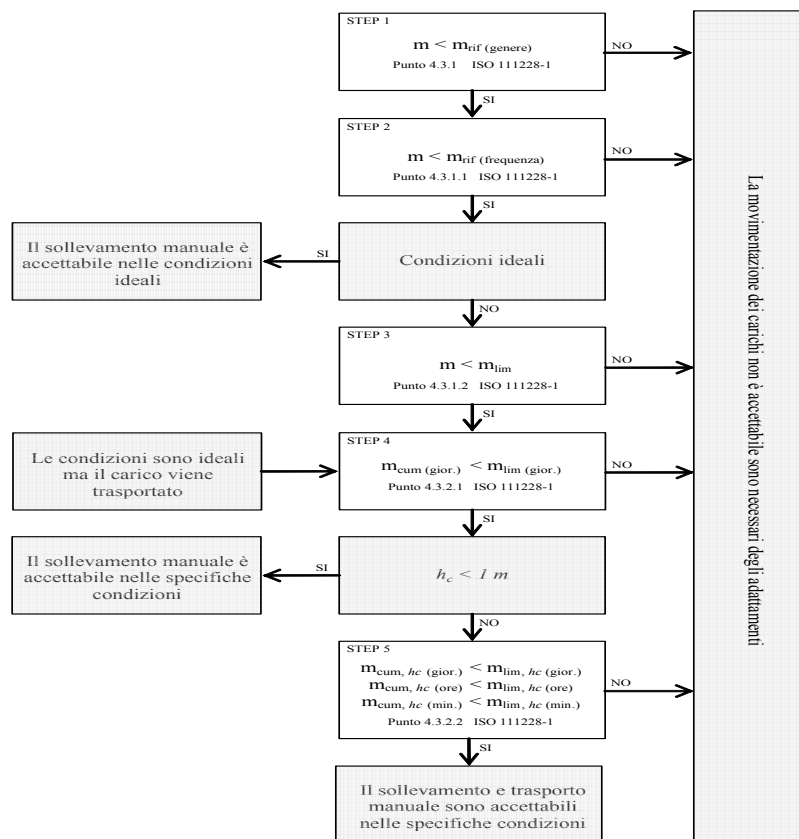 STEP 1
m < mrif (genere)
Punto 4.3.1 ISO 111228-1
NO
SI
STEP 2
m < mrif (frequenza)
Punto 4.3.1.1 ISO 111228-1
NO
SI
Il sollevamento manuale è
accettabile nelle condizioni
ideali
SI
Condizioni ideali
NO
STEP 3
m < mlim
Punto 4.3.1.2 ISO 111228-1
NO
SI
Le condizioni sono ideali
ma il carico viene
trasportato
STEP 4
mcum (gior.) < mlim (gior.)
Punto 4.3.2.1 ISO 111228-1
NO
SI
Il sollevamento manuale è
accettabile nelle specifiche
condizioni
SI
hc < 1 m
NO
STEP 5
mcum, hc (gior.) < mlim, hc (gior.)
mcum, hc (ore) < mlim, hc (ore)
mcum, hc (min.) < mlim, hc (min.)
Punto 4.3.2.2 ISO 111228-1
NO
SI
Il sollevamento e trasporto
manuale sono accettabili
nelle specifiche condizioni
La movimentazione dei carichi non è accettabile sono necessari degli adattamenti